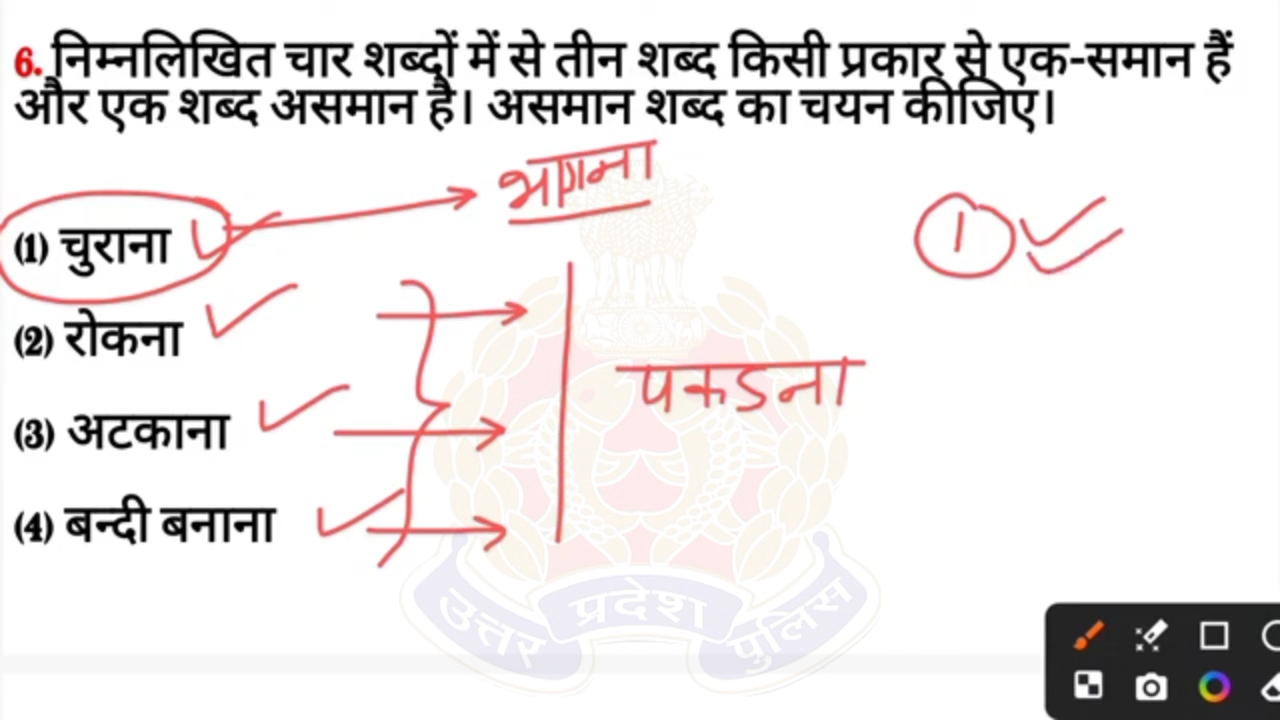 6. निम्नलिखित चार शब्दों में से तीन शब्द किसी प्रकार से एक-समान हैं
और एक शब्द असमान है। असमान शब्द का चयन कीजिए।
भागना
(1) चुराना
1
(2) रोकना
पकडना
(3) अटकाना
(4) बन्दी बनाना
उत्तर प्रदेश पुलिस